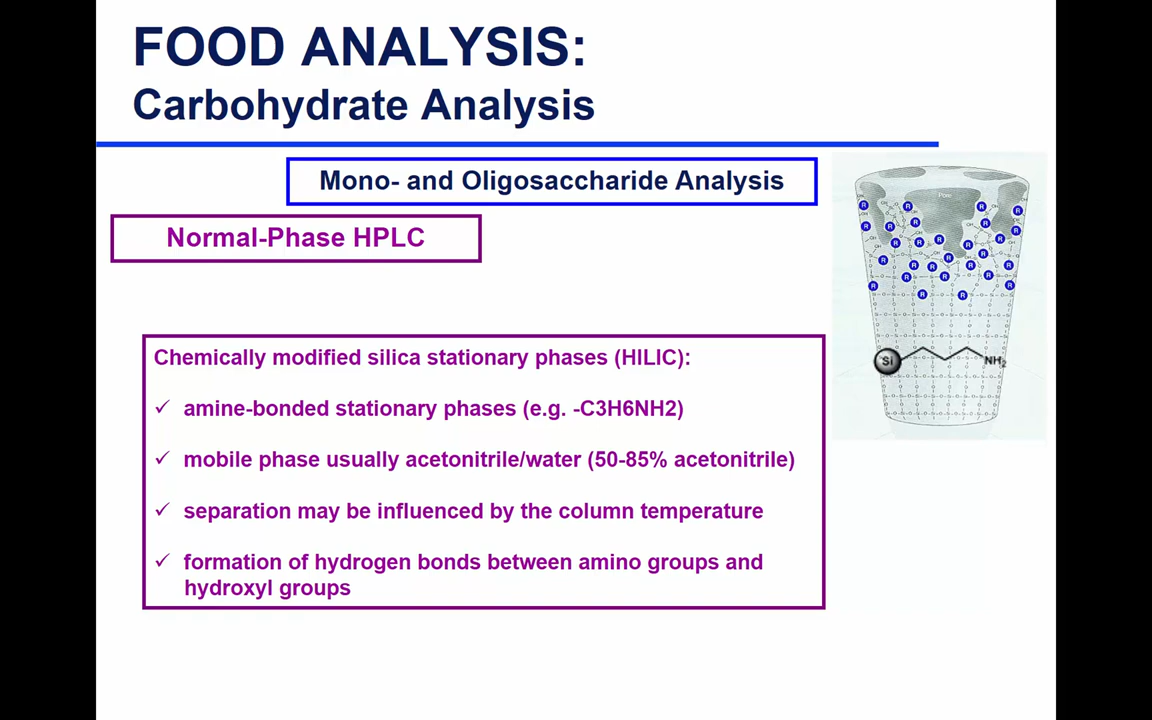 FOOD ANALYSIS:
Carbohydrate Analysis
Mono- and Oligosaccharide Analysis
Normal-Phase HPLC
Chemically modified silica stationary phases (HILIC):
✓ amine-bonded stationary phases (e.g. -C3H6NH2)
✓ mobile phase usually acetonitrile/water (50-85% acetonitrile)
✓ separation may be influenced by the column temperature
✓ formation of hydrogen bonds between amino groups and
hydroxyl groups
Pore
Si
NH2